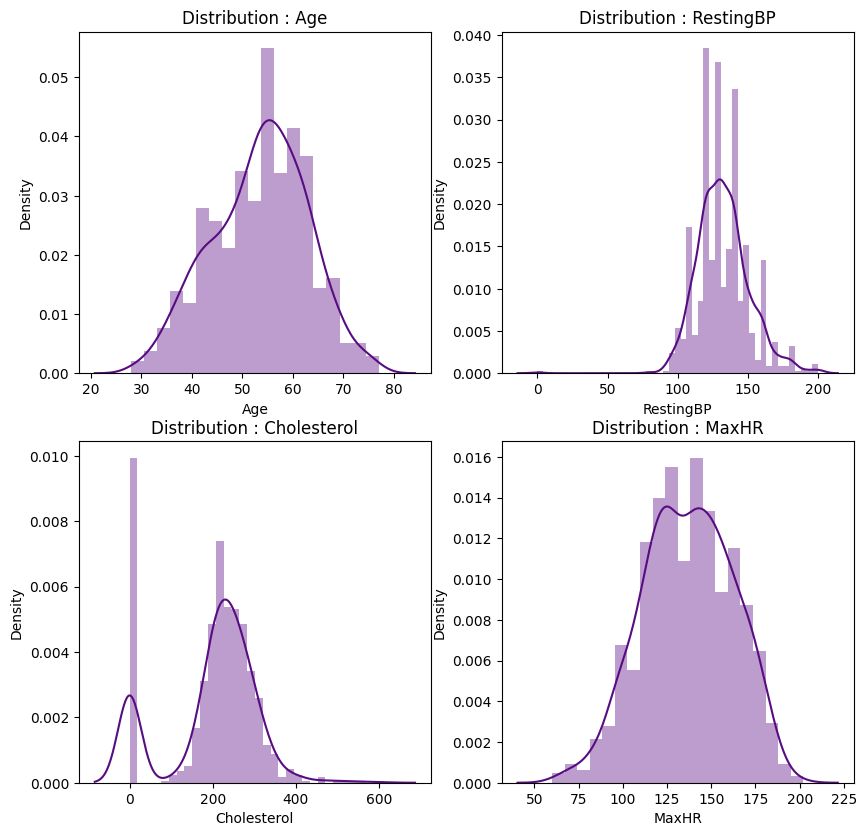 Distribution : Age
0.05
0.04
0.03
0.02
0.01
0.00
Density
20 30 40 50 60 70 80
Age
Distribution : RestingBP
0.040
0.035
0.030
0.025
0.020
0.015
0.010
0.005
0.000
Density
0 50 100 150 200
RestingBP
Distribution : Cholesterol
0.010
0.008
0.006
0.004
0.002
0.000
Density
0 200 400 600
Cholesterol
Distribution : MaxHR
0.016
0.014
0.012
0.010
0.008
0.006
0.004
0.002
0.000
Density
50 75 100 125 150 175 200 225
MaxHR